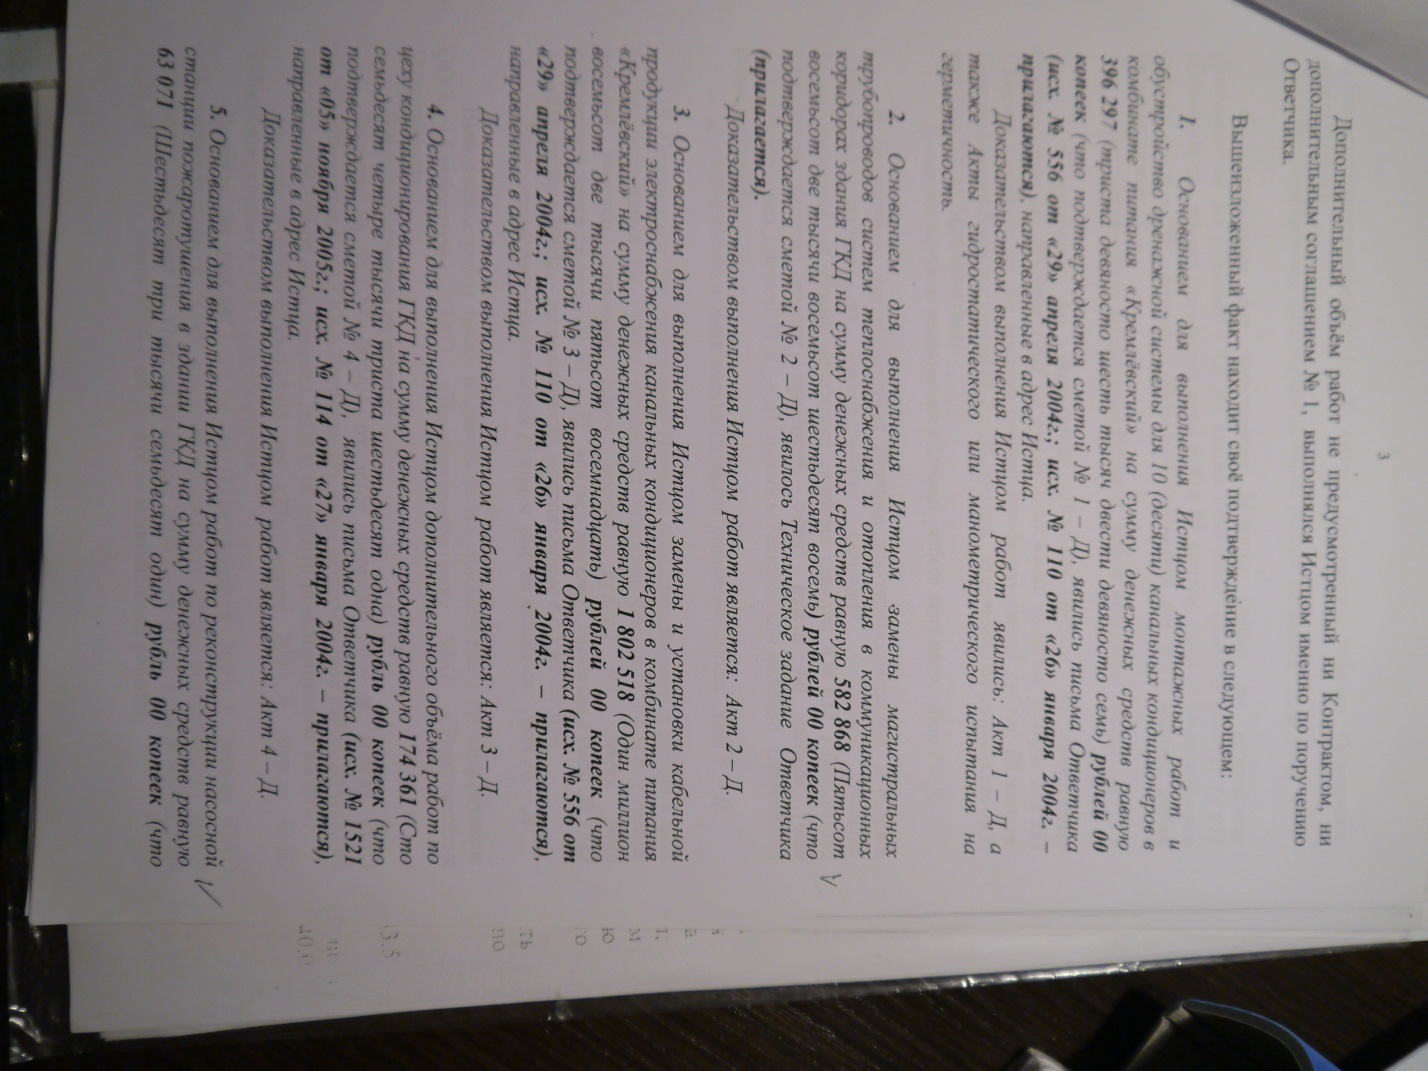 3
Дополнительный объём работ не предусмотренный ни Контрактом, ни
дополнительным соглашением № 1, выполнялся Истцом именно по поручению
Ответчика.
Вышеизложенный факт находит своё подтверждение в следующем:
1. Основанием для выполнения Истцом монтажных работ и
обустройство дренажной системы для 10 (десяти) канальных кондиционеров в
комбинате питания «Кремлёвский» на сумму денежных средств равную
396 297 (триста девяносто шесть тысяч двести девяносто семь) рублей 00
копеек (что подтверждается сметой № 1 – Д), явились письма Ответчика
(исх. № 556 от «29» апреля 2004г.; исх. № 110 от «26» января 2004г. –
прилагаются), направленные в адрес Истца.
Доказательством выполнения Истцом работ явились: Акт 1 – Д, а
также Акты гидростатического или манометрического испытания на
герметичность.
2. Основанием для выполнения Истцом замены магистральных
трубопроводов систем теплоснабжения и отопления в коммуникационных
коридорах здания ГКД на сумму денежных средств равную 582 868 (Пятьсот
восемьсот две тысячи восемьсот шестьдесят восемь) рублей 00 копеек (что
подтверждается сметой № 2 – Д), явилось Техническое задание Ответчика
(прилагается).
Доказательством выполнения Истцом работ является: Акт 2 – Д.
3. Основанием для выполнения Истцом замены и установки кабельной
продукции электроснабжения канальных кондиционеров в комбинате питания
«Кремлёвский» на сумму денежных средств равную 1 802 518 (Один миллион
восемьсот две тысячи пятьсот восемнадцать) рублей 00 копеек (что
подтверждается сметой № 3 – Д), явились письма Ответчика (исх. № 556 от
«29» апреля 2004г.; исх. № 110 от «26» января 2004г. – прилагаются),
направленные в адрес Истца.
Доказательством выполнения Истцом работ является: Акт 3 – Д.
4. Основанием для выполнения Истцом дополнительного объёма работ по
цеху кондиционирования ГКД на сумму денежных средств равную 174 361 (Сто
семьдесят четыре тысячи триста шестьдесят одна) рубль 00 копеек (что
подтверждается сметой № 4 – Д), явились письма Ответчика (исх. № 1521
от «05» ноября 2005г.; исх. № 114 от «27» января 2004г. – прилагаются),
направленные в адрес Истца.
Доказательством выполнения Истцом работ является: Акт 4 – Д.
5. Основанием для выполнения Истцом работ по реконструкции насосной
станции пожаротушения в здании ГКД на сумму денежных средств равную
63 071 (Шестьдесят три тысячи семьдесят один) рубль 00 копеек (что